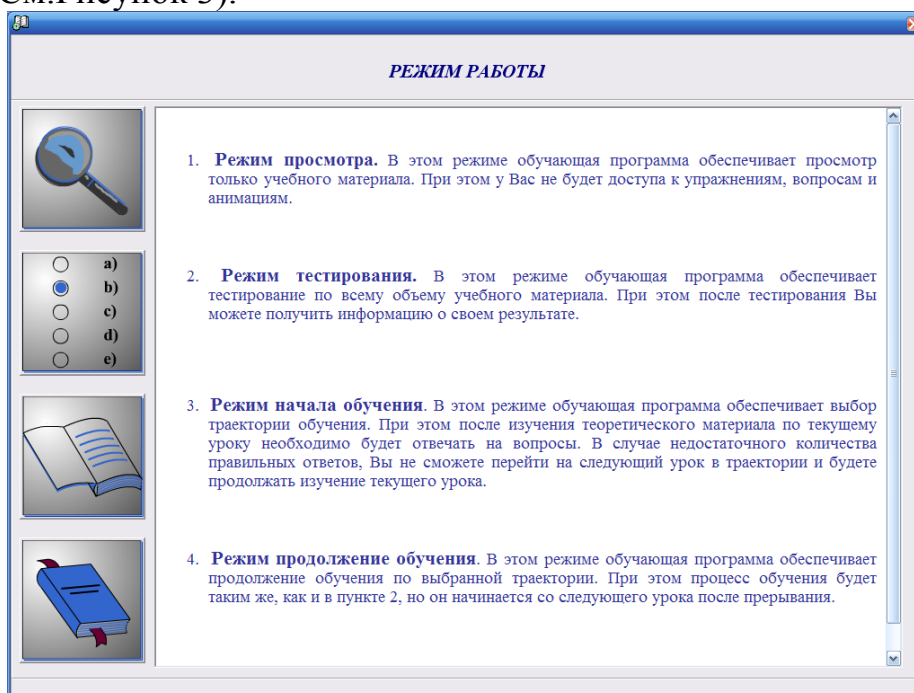 См.Рисунок 3).
РЕЖИМ РАБОТЫ
1. Режим просмотра. В этом режиме обучающая программа обеспечивает просмотр
только учебного материала. При этом у Вас не будет доступа к упражнениям, вопросам и
анимациям.
a)
b)
c)
d)
e)
2. Режим тестирования. В этом режиме обучающая программа обеспечивает
тестирование по всему объему учебного материала. При этом после тестирования Вы
можете получить информацию о своем результате.
3. Режим начала обучения. В этом режиме обучающая программа обеспечивает выбор
траектории обучения. При этом после изучения теоретического материала по текущему
уроку необходимо будет отвечать на вопросы. В случае недостаточного количества
правильных ответов, Вы не сможете перейти на следующий урок в траектории и будете
продолжать изучение текущего урока.
4. Режим продолжение обучения. В этом режиме обучающая программа обеспечивает
продолжение обучения по выбранной траектории. При этом процесс обучения будет
таким же, как и в пункте 2, но он начинается со следующего урока после прерывания.